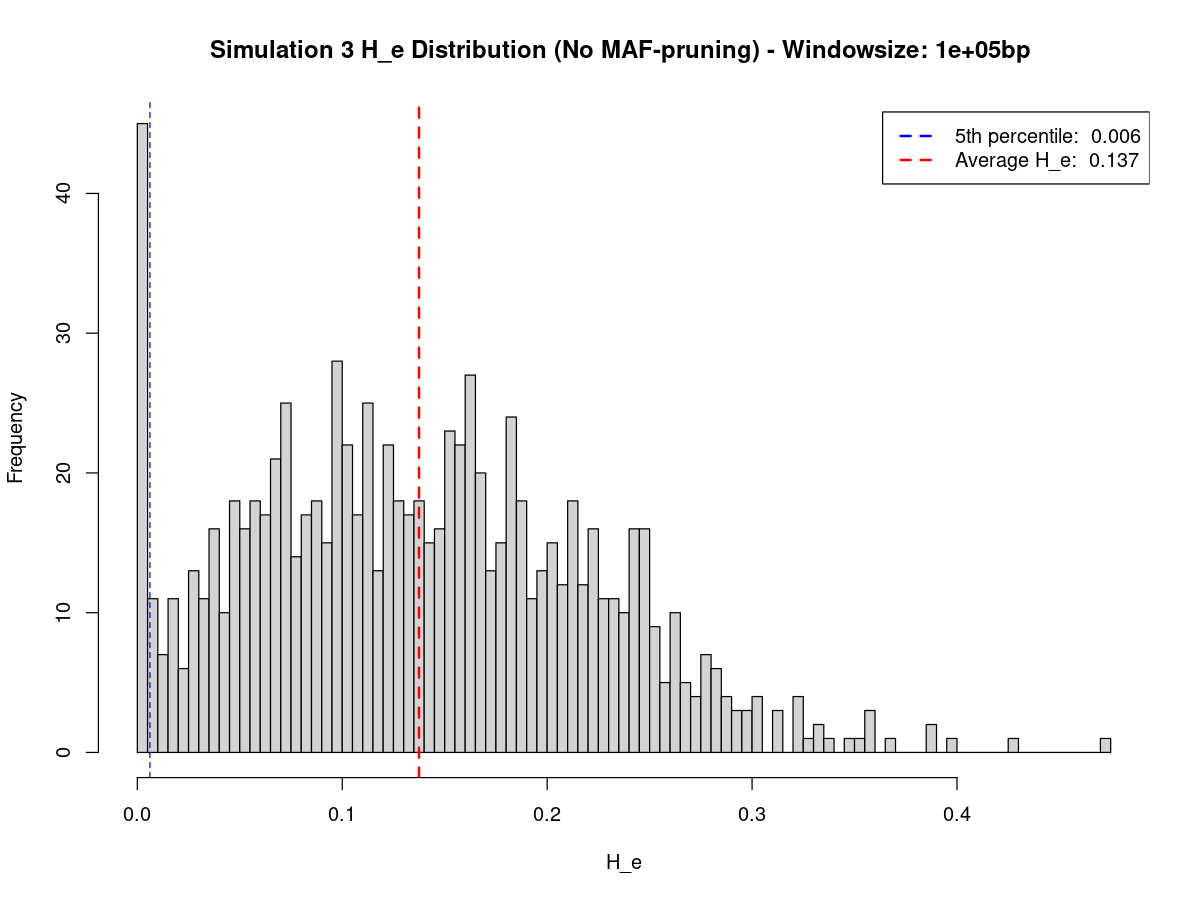 Simulation 3 H_e Distribution (No MAF-pruning) - Windowsize: 1e+05bp
5th percentile:  0.006
Average H_e:  0.137
Frequency
40
30
20
10
0
0.0
0.1
0.2
0.3
0.4
H_e